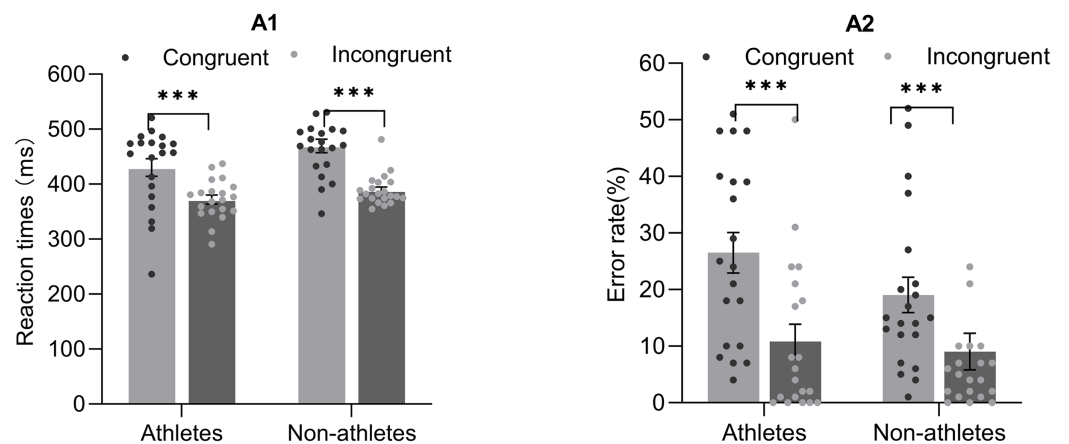 A1
Congruent Incongruent
600
500
400
300
200
100
0
Reaction times (ms)
***
***
Athletes Non-athletes
A2
Congruent Incongruent
60
50
40
30
20
10
0
Error rate(%)
***
***
Athletes Non-athletes